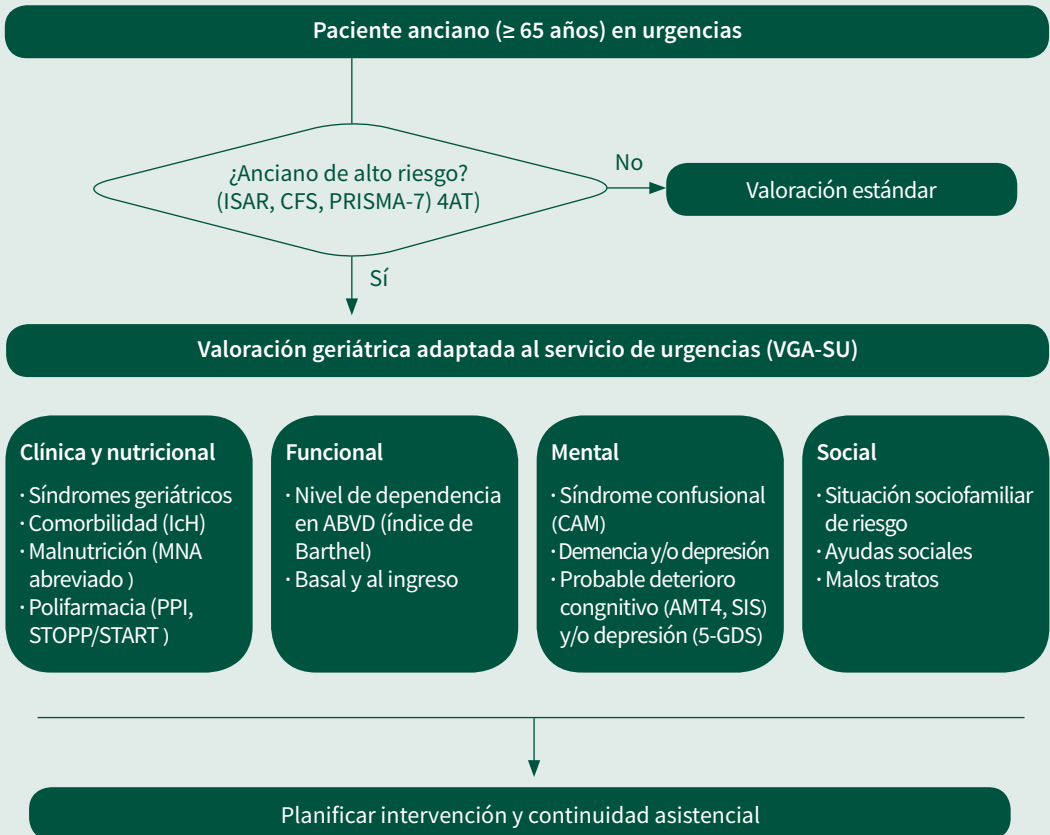 Paciente anciano (≥ 65 años) en urgencias
¿Anciano de alto riesgo?
(ISAR, CFS, PRISMA-7) 4AT)
No
Valoración estándar
Sí
Valoración geriátrica adaptada al servicio de urgencias (VGA-SU)
Clínica y nutricional
· Síndromes geriátricos
· Comorbilidad (IcH)
· Malnutrición (MNA
abreviado )
· Polifarmacia (PPI,
STOPP/START )
Funcional
· Nivel de dependencia
en ABVD (índice de
Barthel)
· Basal y al ingreso
Mental
· Síndrome confusional
(CAM)
· Demencia y/o depresión
· Probable deterioro
congnitivo (AMT4, SIS)
y/o depresión (5-GDS)
Social
· Situación sociofamiliar
de riesgo
· Ayudas sociales
· Malos tratos
Planificar intervención y continuidad asistencial